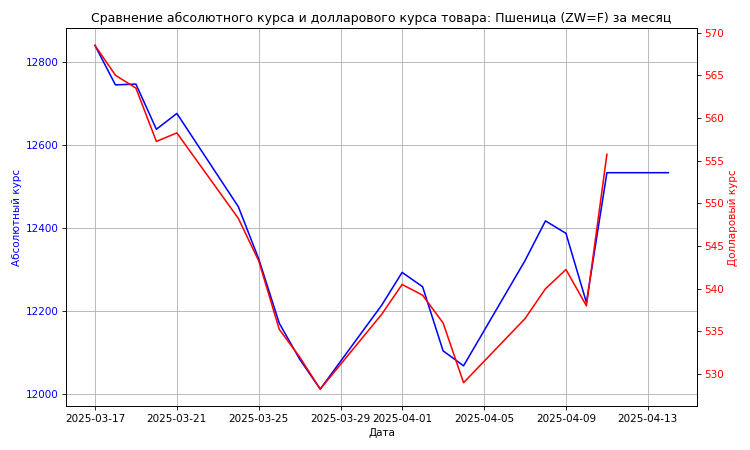 Сравнение абсолютного курса и долларового курса товара: Пшеница (ZW=F) за месяц
Абсолютный курс
12800
12600
12400
12200
12000
570
565
560
555
550
545
540
535
530
Долларовый курс
2025-03-17 2025-03-21 2025-03-25 2025-03-29 2025-04-01 2025-04-05 2025-04-09 2025-04-13
Дата